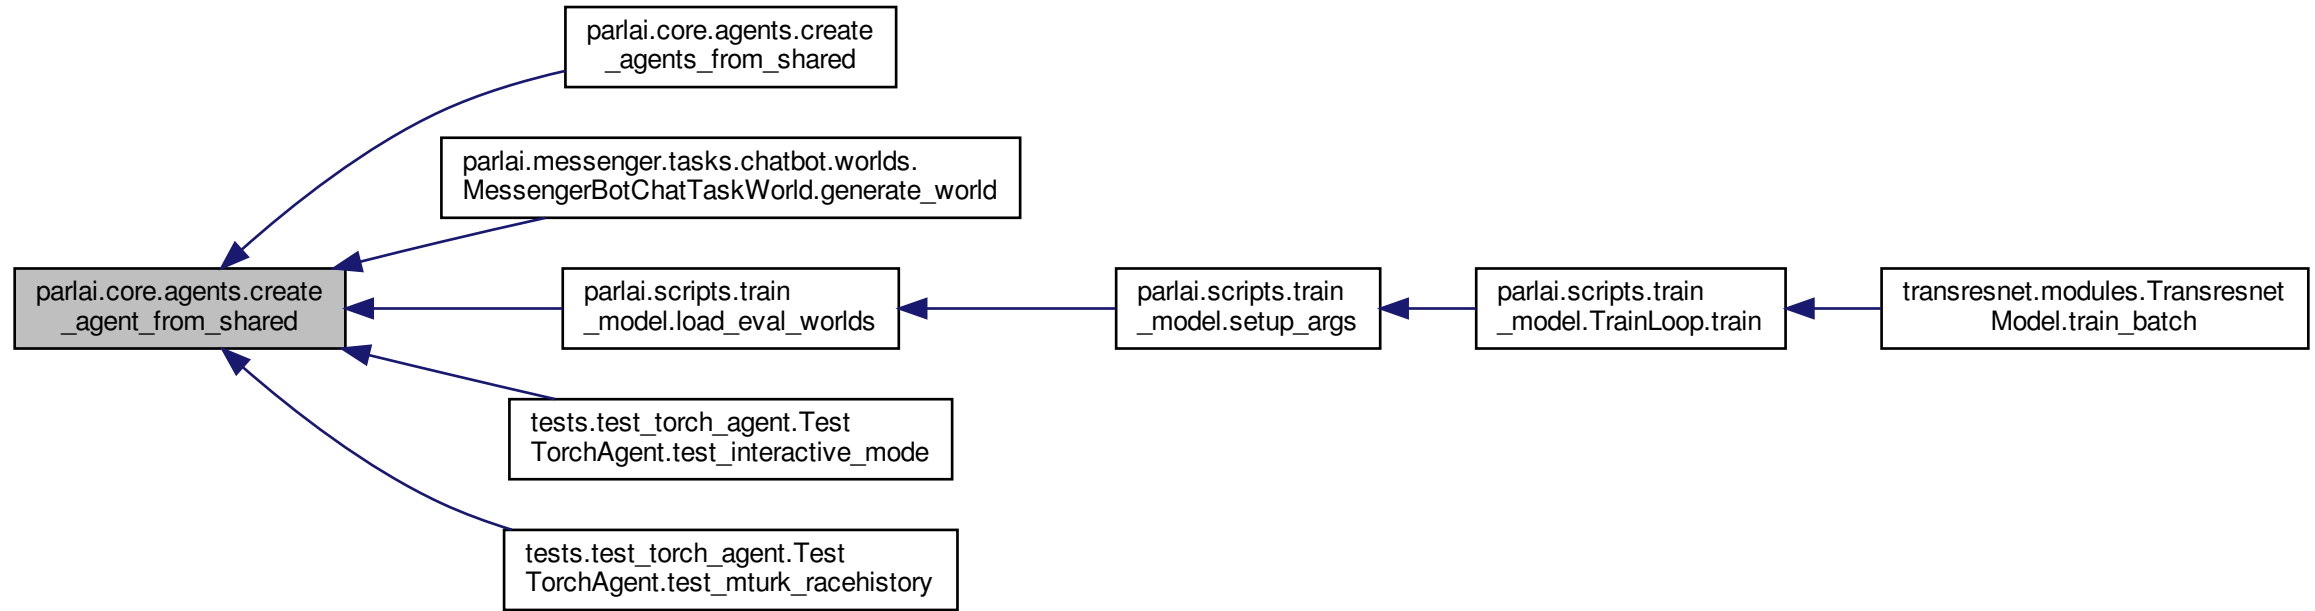 parlai.core.agents.create
_agents_from_shared
parlai.messenger.tasks.chatbot.worlds.
MessengerBotChatTaskWorld.generate_world
parlai.core.agents.create
_agent_from_shared
parlai.scripts.train
_model.load_eval_worlds
parlai.scripts.train
_model.setup_args
parlai.scripts.train
_model.TrainLoop.train
transresnet.modules.Transresnet
Model.train_batch
tests.test_torch_agent.Test
TorchAgent.test_interactive_mode
tests.test_torch_agent.Test
TorchAgent.test_mturk_racehistory